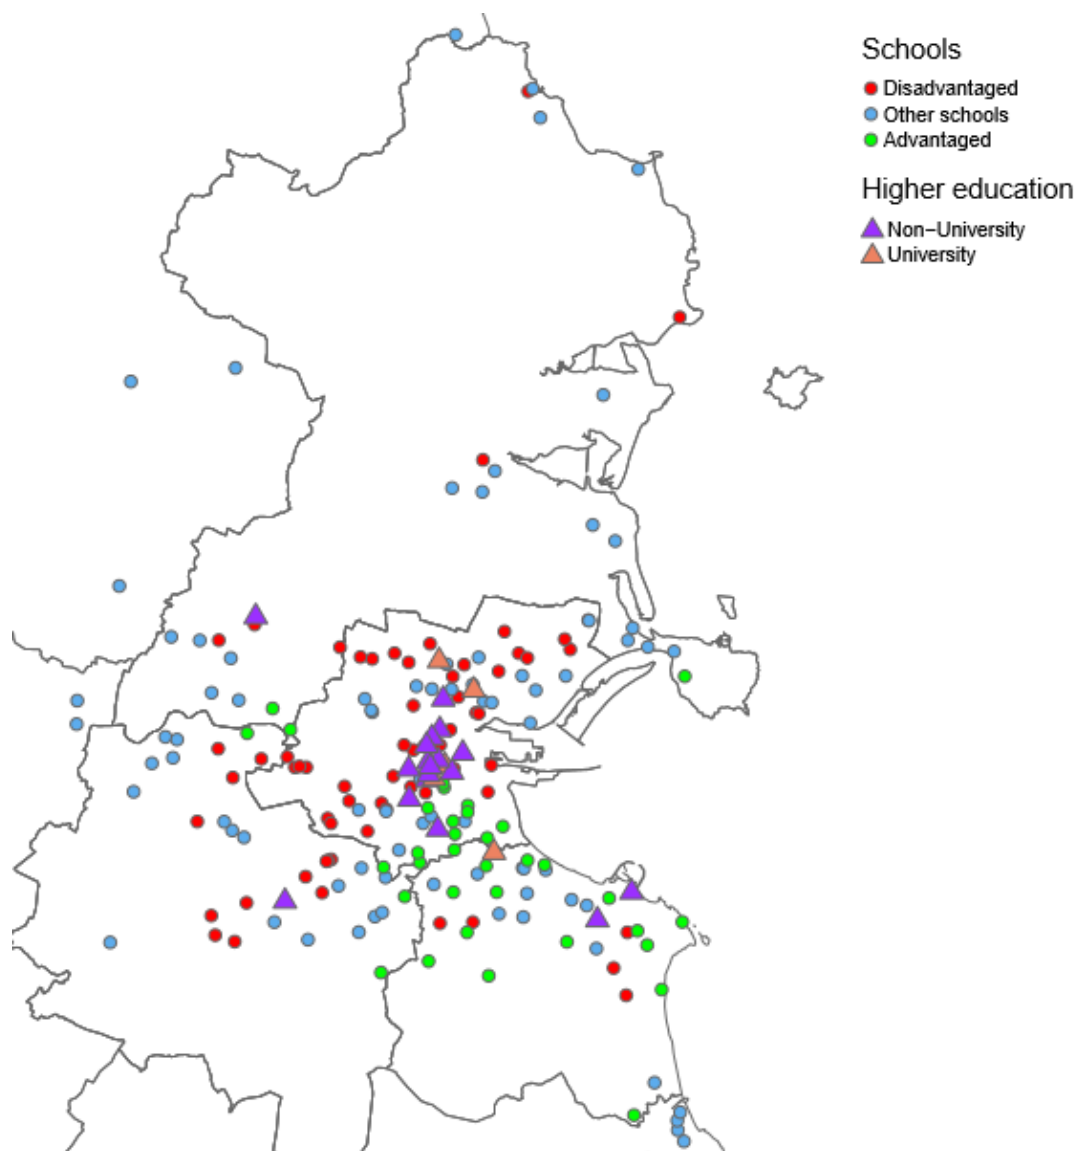 Schools
Disadvantaged
Other schools
Advantaged
Higher education
Non−University
University